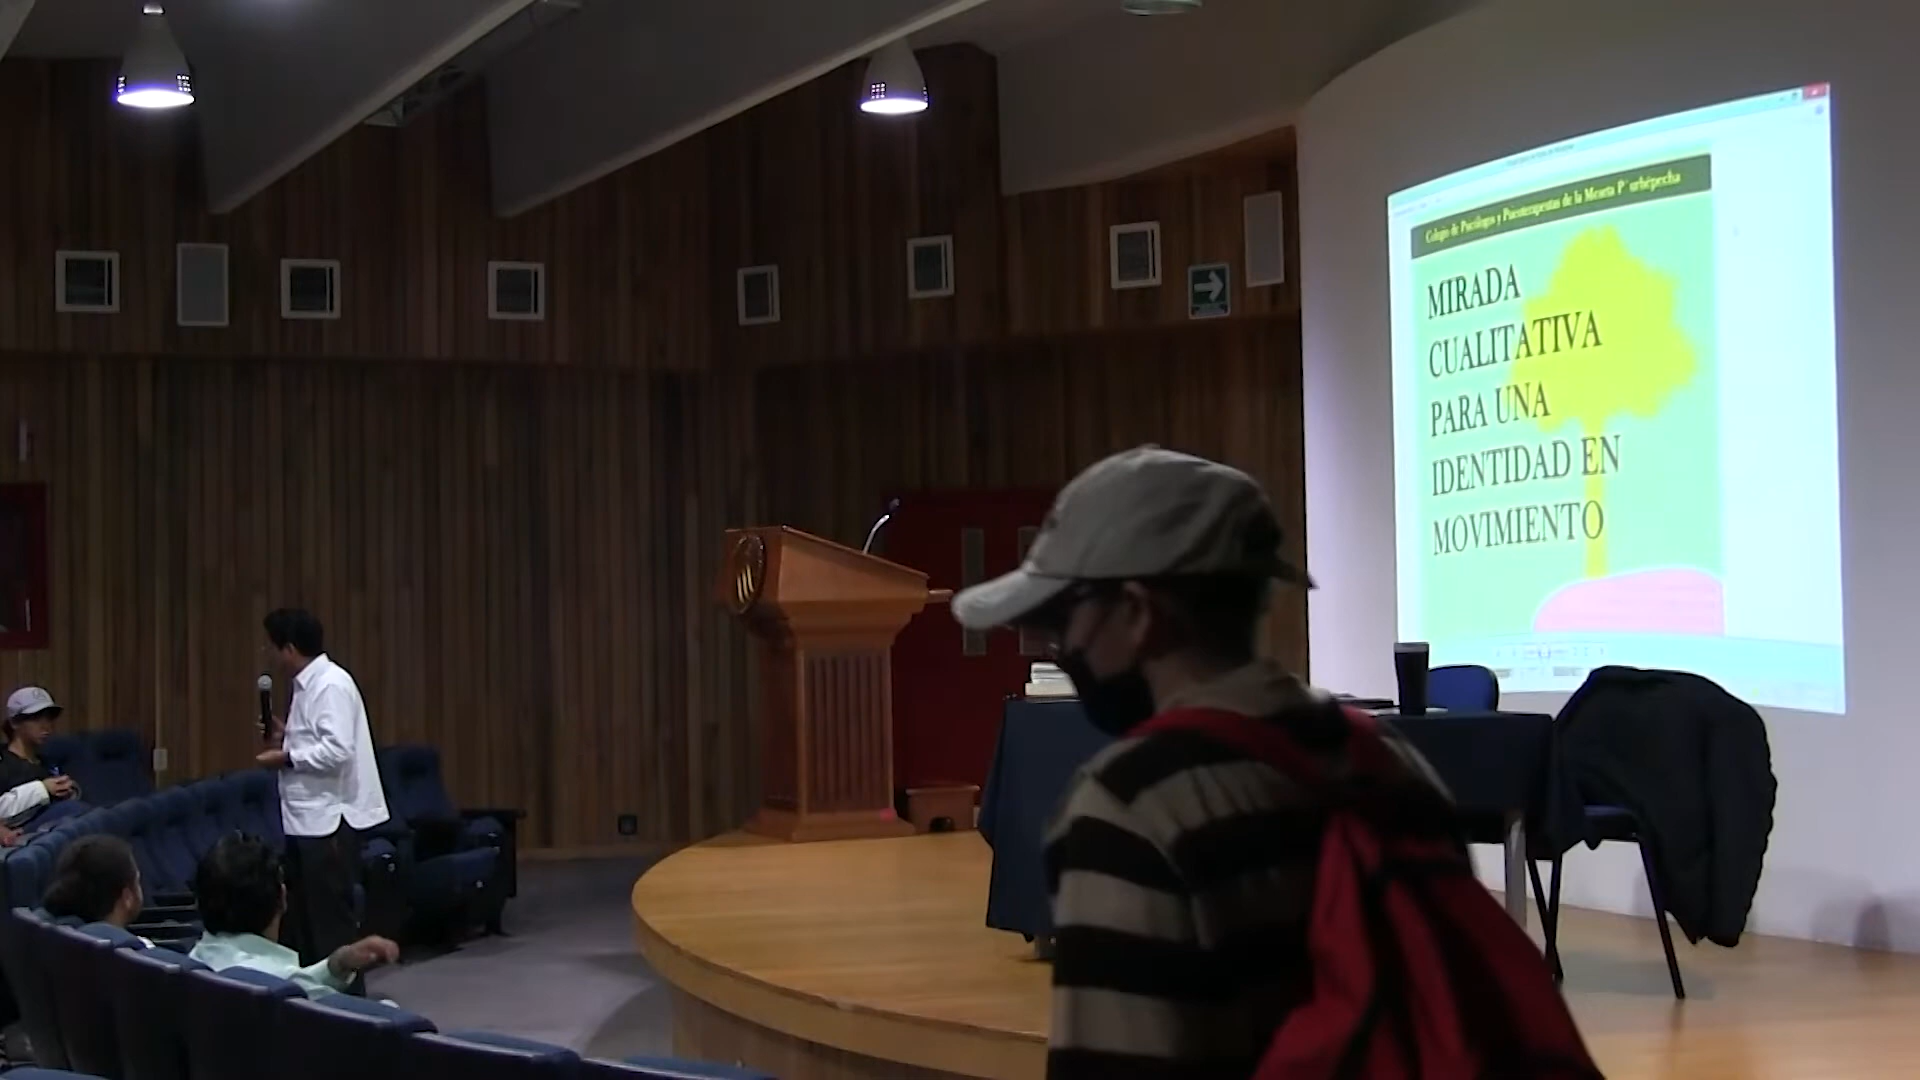 Colegio de Psicólogos y Psicoterapeutas de la Meseta P´urhépecha
MIRADA
CUALITATIVA
PARA UNA
IDENTIDAD EN
MOVIMIENTO